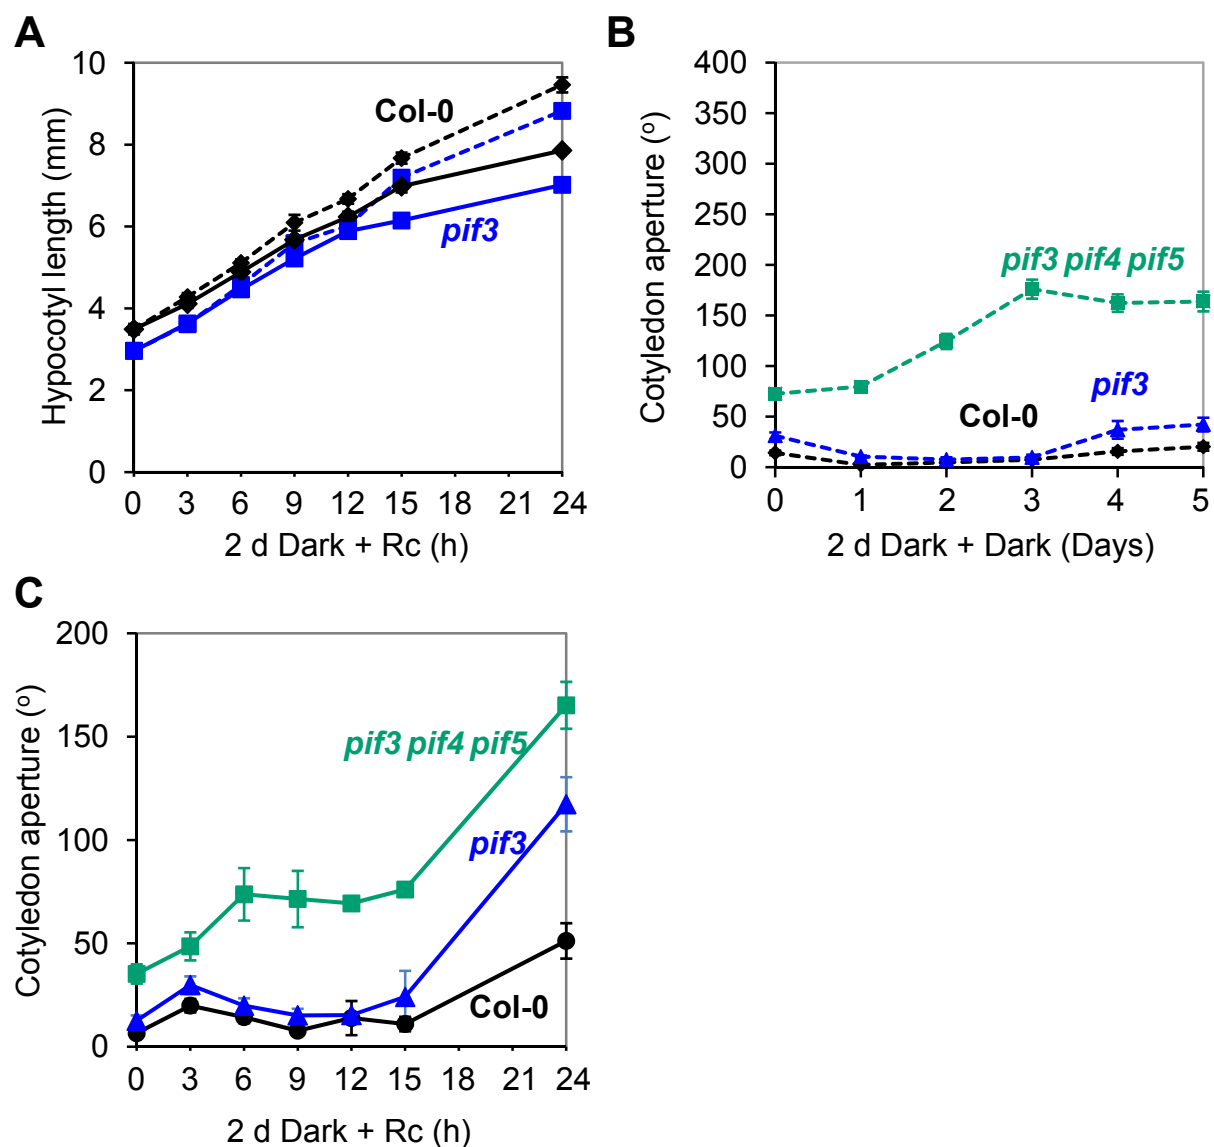 A
Hypocotyl length (mm)
10
8
6
4
2
0
Col-0
pif3
0 3 6 9 12 15 18 21 24
2 d Dark + Rc (h)
B
Cotyledon aperture (º)
400
350
300
250
200
150
100
50
0
pif3 pif4 pif5
pif3
Col-0
0 1 2 3 4 5
2 d Dark + Dark (Days)
C
Cotyledon aperture (º)
200
150
100
50
0
pif3 pif4 pif5
pif3
Col-0
0 3 6 9 12 15 18 21 24
2 d Dark + Rc (h)